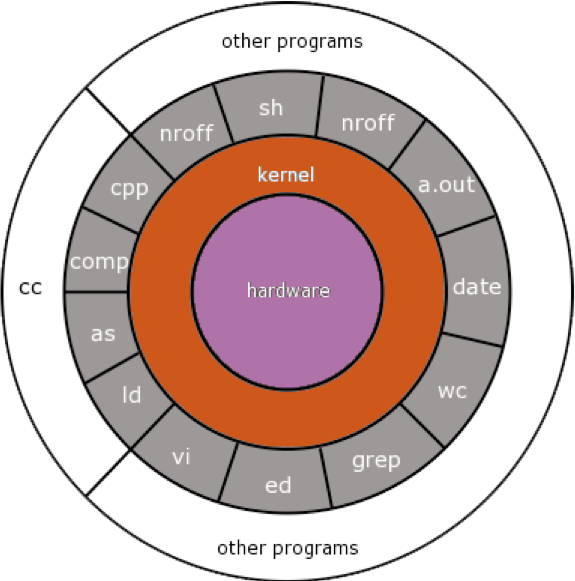 other programs
sh
nroff
nroff
kernel
cpp
a.out
comp
cc
hardware
date
as
ld
wc
vi
grep
ed
other programs